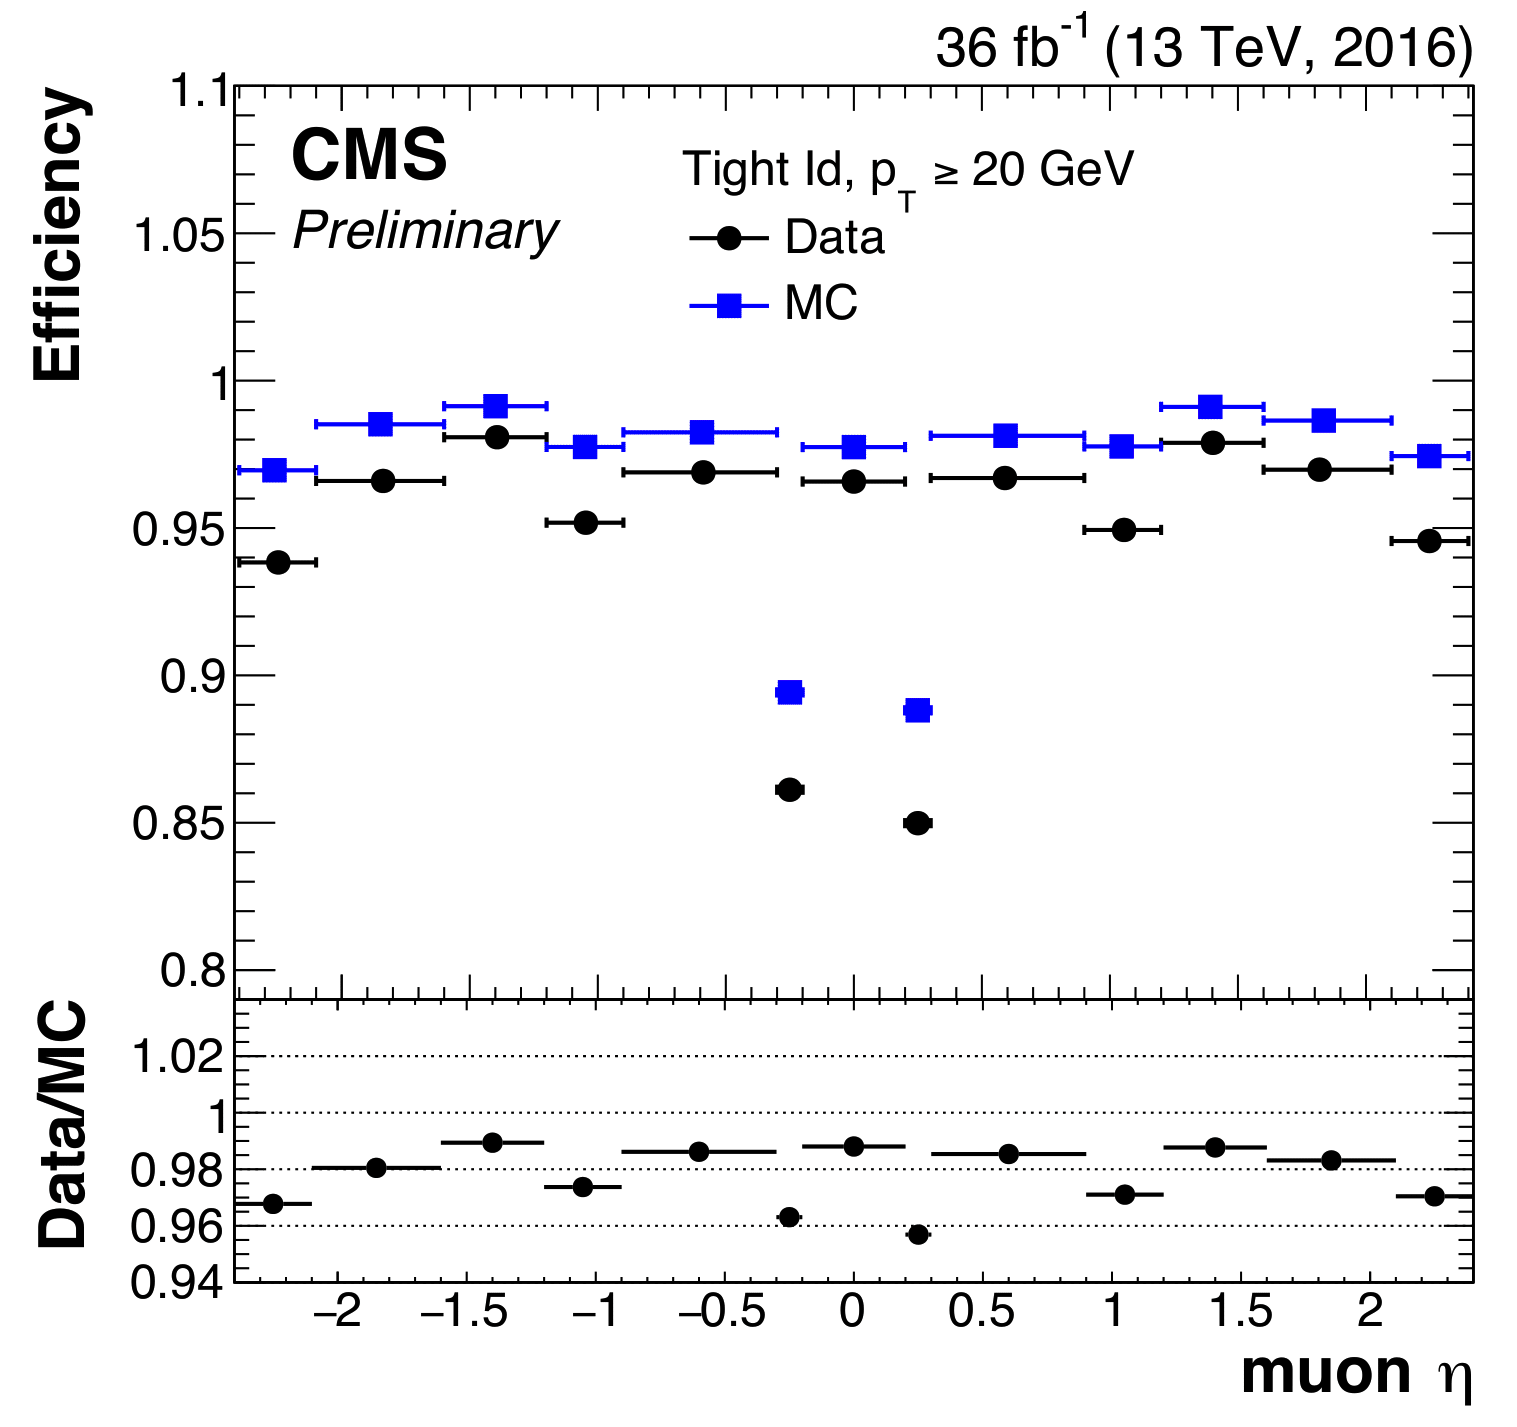 36 fb-1 (13 TeV, 2016)
Efficiency
1.1
1.05
1
0.95
0.9
0.85
0.8
CMS
Preliminary
Tight Id, pT ≥ 20 GeV
Data
MC
Data/MC
1.02
1
0.98
0.96
0.94
−2 −1.5 −1 −0.5 0 0.5 1 1.5 2
muon η